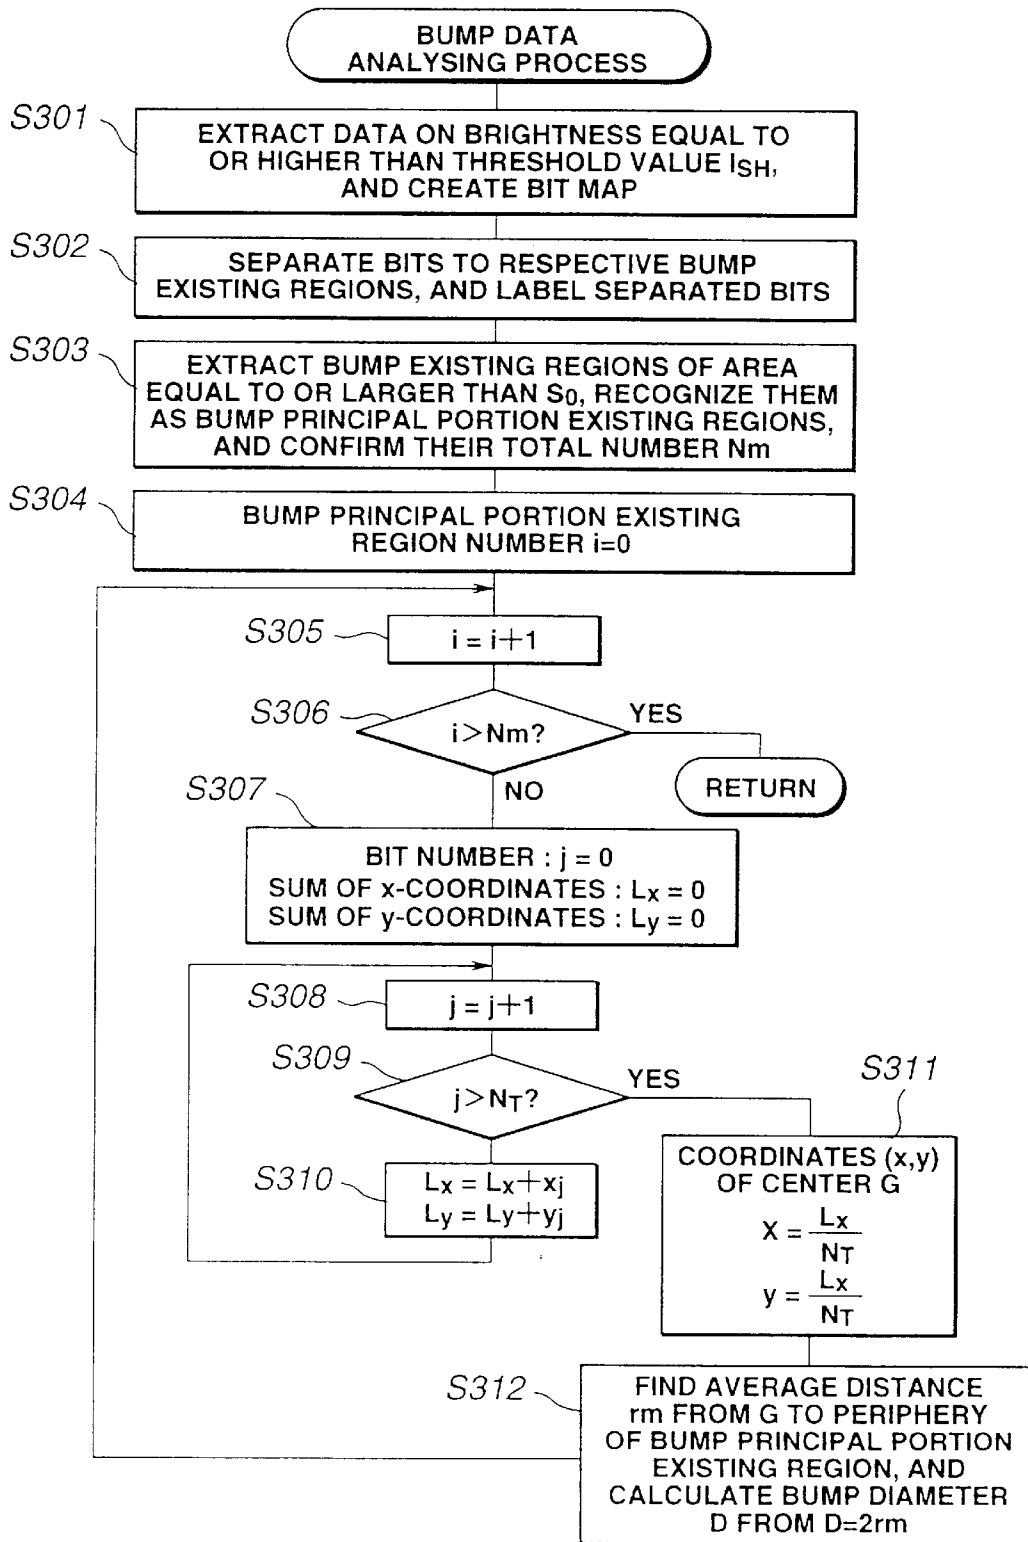 BUMP DATA
ANALYSING PROCESS
S301
EXTRACT DATA ON BRIGHTNESS EQUAL TO
OR HIGHER THAN THRESHOLD VALUE ISH,
AND CREATE BIT MAP
S302
SEPARATE BITS TO RESPECTIVE BUMP
EXISTING REGIONS, AND LABEL SEPARATED BITS
S303
EXTRACT BUMP EXISTING REGIONS OF AREA
EQUAL TO OR LARGER THAN S0, RECOGNIZE THEM
AS BUMP PRINCIPAL PORTION EXISTING REGIONS,
AND CONFIRM THEIR TOTAL NUMBER Nm
S304
BUMP PRINCIPAL PORTION EXISTING
REGION NUMBER i=0
S305
i = i+1
S306
i>Nm?
YES
RETURN
NO
S307
BIT NUMBER : j = 0
SUM OF x-COORDINATES : Lx = 0
SUM OF y-COORDINATES : Ly = 0
S308
j = j+1
S309
j>NT?
YES
S310
Lx = Lx+xj
Ly = Ly+yj
S311
COORDINATES (x,y)
OF CENTER G
X = Lx
NT
y = Lx
NT
S312
FIND AVERAGE DISTANCE
rm FROM G TO PERIPHERY
OF BUMP PRINCIPAL PORTION
EXISTING REGION, AND
CALCULATE BUMP DIAMETER
D FROM D=2rm